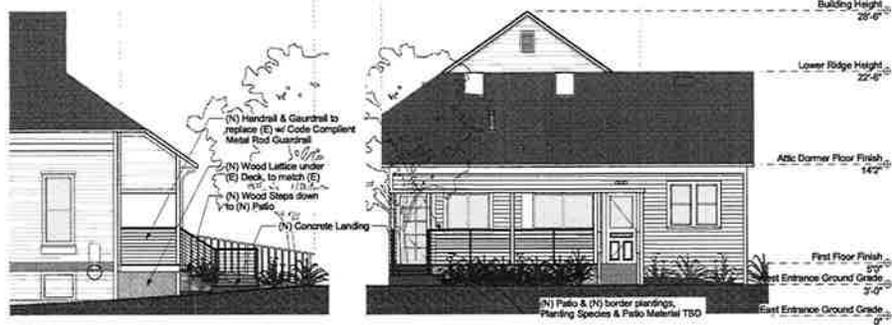 Building Height
28'-6"
Lower Ridge Height
22'-6"
(N) Handrail & Gaurdrail to
replace (E) w/ Code Complient
Metal Rod Guardrail
(N) Wood Lattice under
(E) Deck, to match (E)
(N) Wood Steps down
to (N) Patio
(N) Concrete Landing
Attic Dormer Floor Finish
14'2"
First Floor Finish
5'0"
East Entrance Ground Grade
3'-0"
(N) Patio & (N) border plantings,
Planting Species & Patio Material TBD
East Entrance Ground Grade
0"